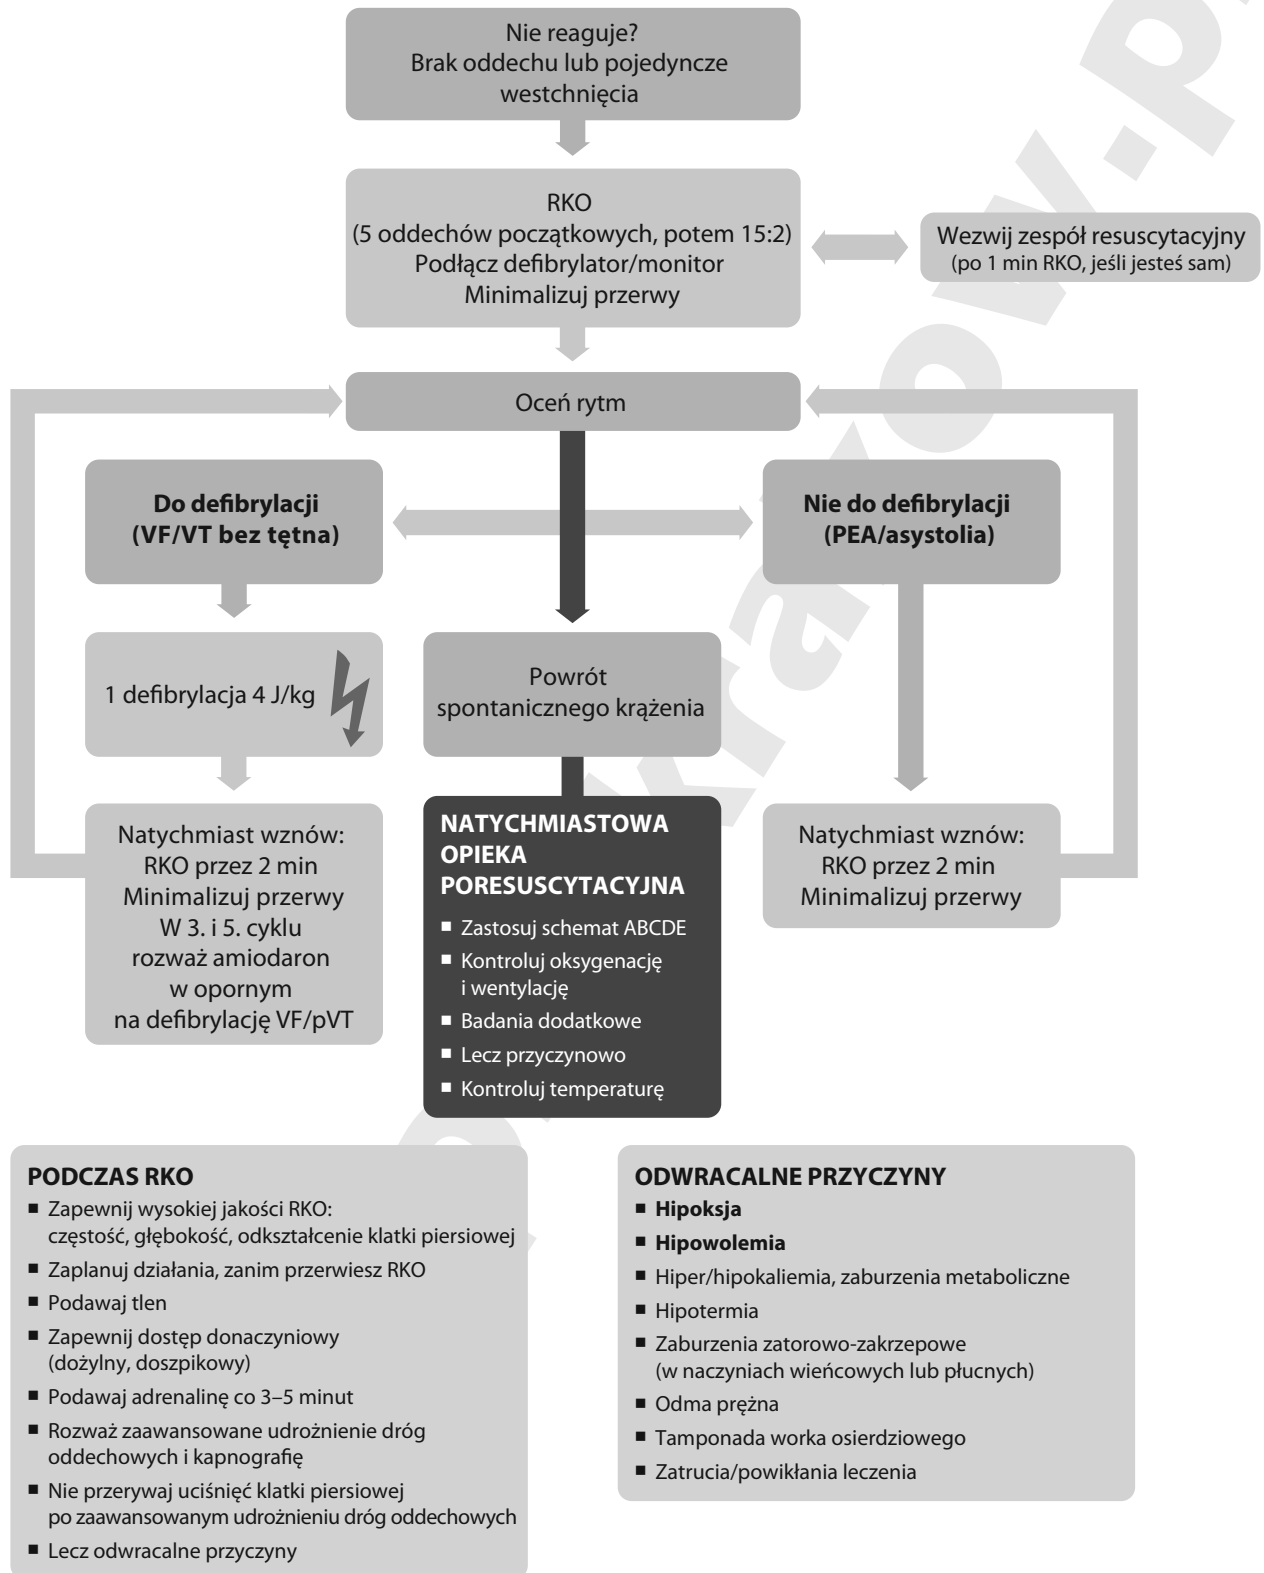 Nie reaguje?
Brak oddechu lub pojedyncze
westchnięcia
RKO
(5 oddechów początkowych, potem 15:2)
Podłącz defibrylator/monitor
Minimalizuj przerwy
Wezwij zespół resuscytacyjny
(po 1 min RKO, jeśli jesteś sam)
Oceń rytm
Do defibrylacji
(VF/VT bez tętna)
Nie do defibrylacji
(PEA/asystolia)
1 defibrylacja 4 J/kg
Powrót
spontanicznego krążenia
Natychmiast wznów:
RKO przez 2 min
Minimalizuj przerwy
W 3. i 5. cyklu
rozważ amiodaron
w opornym
na defibrylację VF/pVT
NATYCHMIASTOWA
OPIEKA
PORESUSCYTACYJNA
■ Zastosuj schemat ABCDE
■ Kontroluj oksygenację
i wentylację
■ Badania dodatkowe
■ Lecz przyczynowo
■ Kontroluj temperaturę
Natychmiast wznów:
RKO przez 2 min
Minimalizuj przerwy
PODCZAS RKO
■ Zapewnij wysokiej jakości RKO:
częstość, głębokość, odkształcenie klatki piersiowej
■ Zaplanuj działania, zanim przerwiesz RKO
■ Podawaj tlen
■ Zapewnij dostęp donaczyniowy
(dożylny, doszpikowy)
■ Podawaj adrenalinę co 3–5 minut
■ Rozważ zaawansowane udrożnienie dróg
oddechowych i kapnografię
■ Nie przerywaj uciśnięć klatki piersiowej
po zaawansowanym udrożnieniu dróg oddechowych
■ Lecz odwracalne przyczyny
ODWRACALNE PRZYCZYNY
■ Hipoksja
■ Hipowolemia
■ Hiper/hipokaliemia, zaburzenia metaboliczne
■ Hipotermia
■ Zaburzenia zatorowo-zakrzepowe
(w naczyniach wieńcowych lub płucnych)
■ Odma prężna
■ Tamponada worka osierdziowego
■ Zatrucia/powikłania leczenia